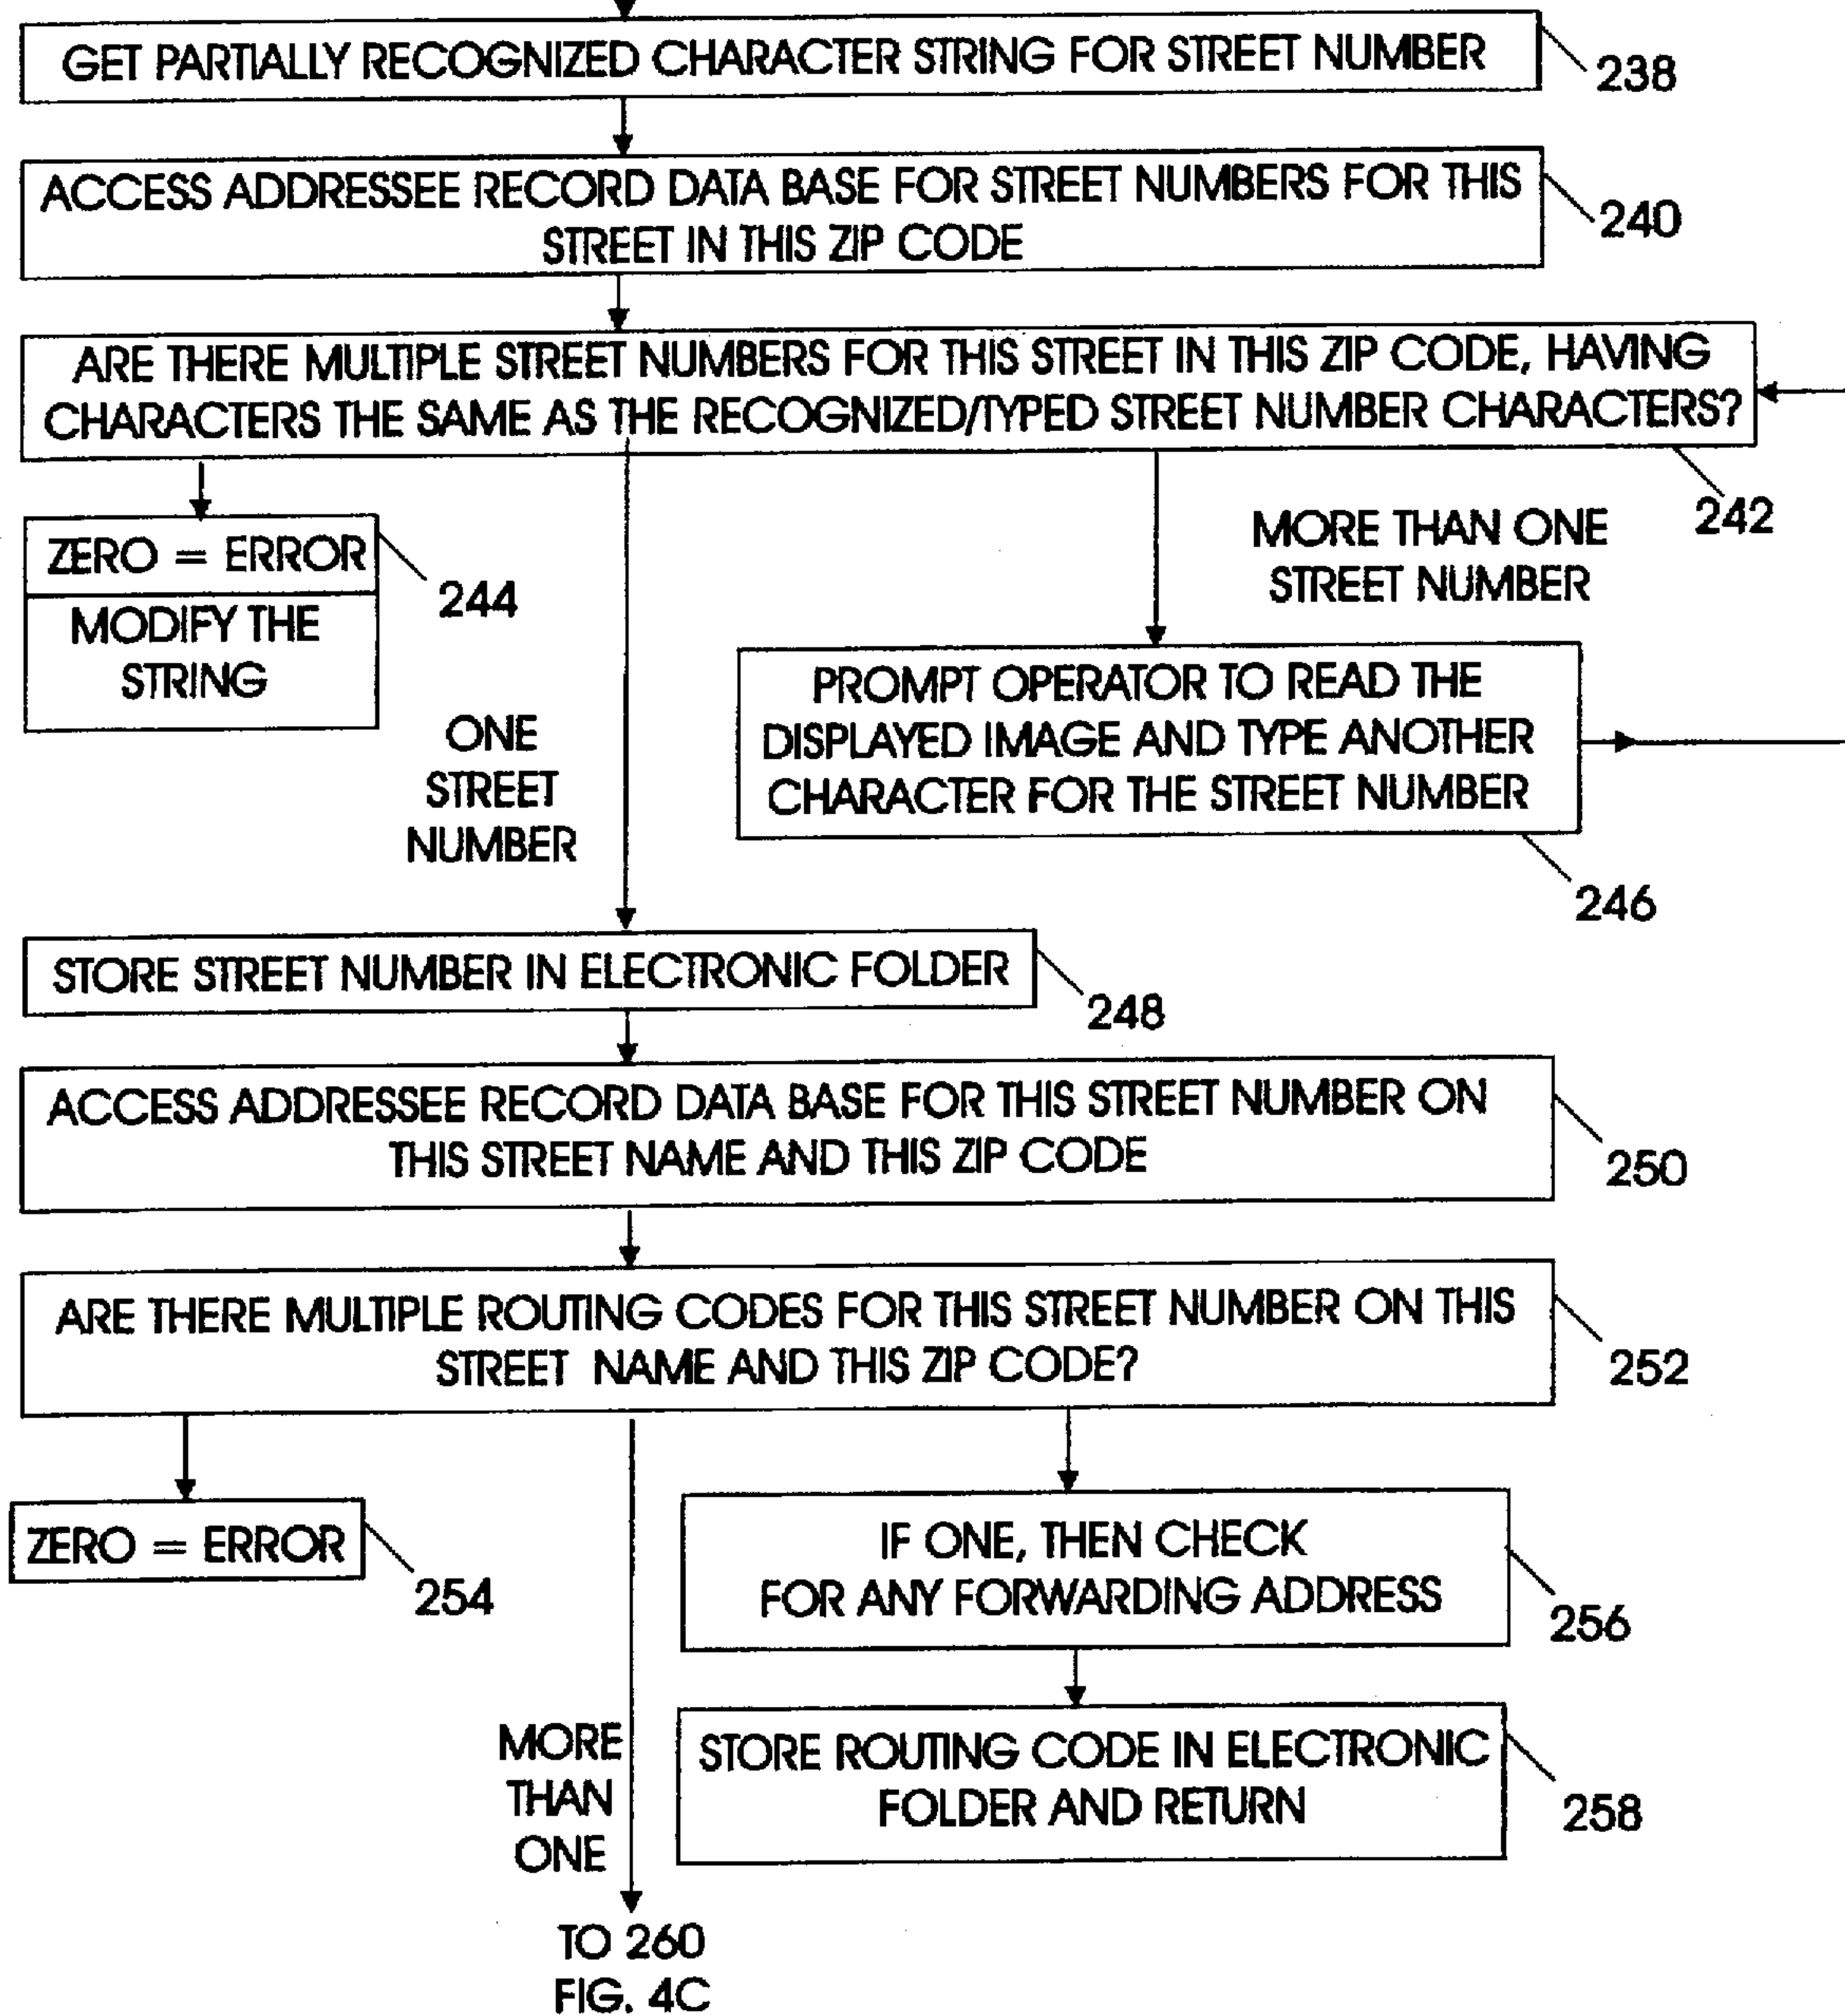 GET PARTIALLY RECOGNIZED CHARACTER STRING FOR STREET NUMBER
238
ACCESS ADDRESSEE RECORD DATA BASE FOR STREET NUMBERS FOR THIS
STREET IN THIS ZIP CODE
240
ARE THERE MULTIPLE STREET NUMBERS FOR THIS STREET IN THIS ZIP CODE, HAVING
CHARACTERS THE SAME AS THE RECOGNIZED/TYPED STREET NUMBER CHARACTERS?
242
ZERO = ERROR
244
MODIFY THE
STRING
ONE
STREET
NUMBER
MORE THAN ONE
STREET NUMBER
PROMPT OPERATOR TO READ THE
DISPLAYED IMAGE AND TYPE ANOTHER
CHARACTER FOR THE STREET NUMBER
246
STORE STREET NUMBER IN ELECTRONIC FOLDER
248
ACCESS ADDRESSEE RECORD DATA BASE FOR THIS STREET NUMBER ON
THIS STREET NAME AND THIS ZIP CODE
250
ARE THERE MULTIPLE ROUTING CODES FOR THIS STREET NUMBER ON THIS
STREET NAME AND THIS ZIP CODE?
252
ZERO = ERROR
254
IF ONE, THEN CHECK
FOR ANY FORWARDING ADDRESS
256
STORE ROUTING CODE IN ELECTRONIC
FOLDER AND RETURN
258
MORE
THAN
ONE
TO 260
FIG. 4C